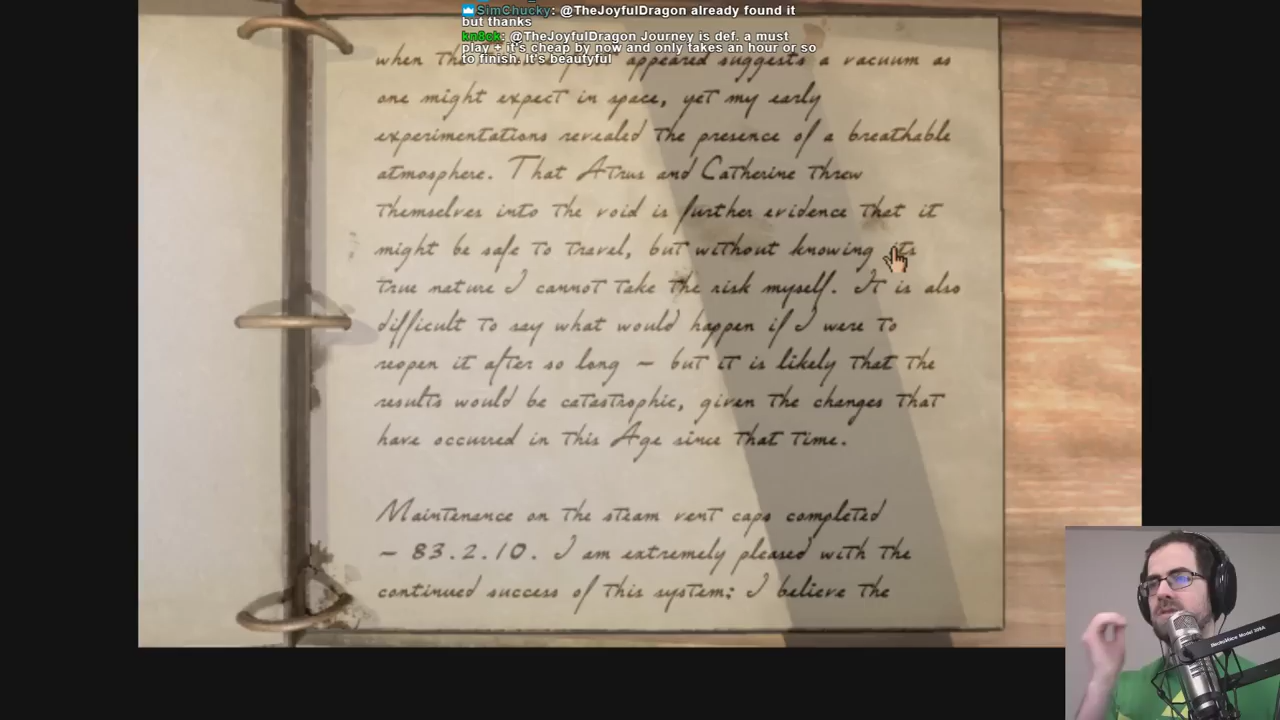 SimChucky: @TheJoyfulDragon already found it
but thanks
kn8ck: @TheJoyfulDragon Journey is def. a must
play + it's cheap by now and only takes an hour or so
to finish. It's beautyful
when appeared suggests a vacuum as
one might expect in space, yet my early
experimentations revealed the presence of a breathable
atmosphere. That Atrus and Catherine threw
themselves into the void is further evidence that it
might be safe to travel, but without knowing its
true nature I cannot take the risk myself. It is also
difficult to say what would happen if I were to
reopen it after so long – but it is likely that the
results would be catastrophic, given the changes that
have occurred in this Age since that time.
Maintenance on the steam vent caps completed
– 83.2.10. I am extremely pleased with the
continued success of this system; I believe the